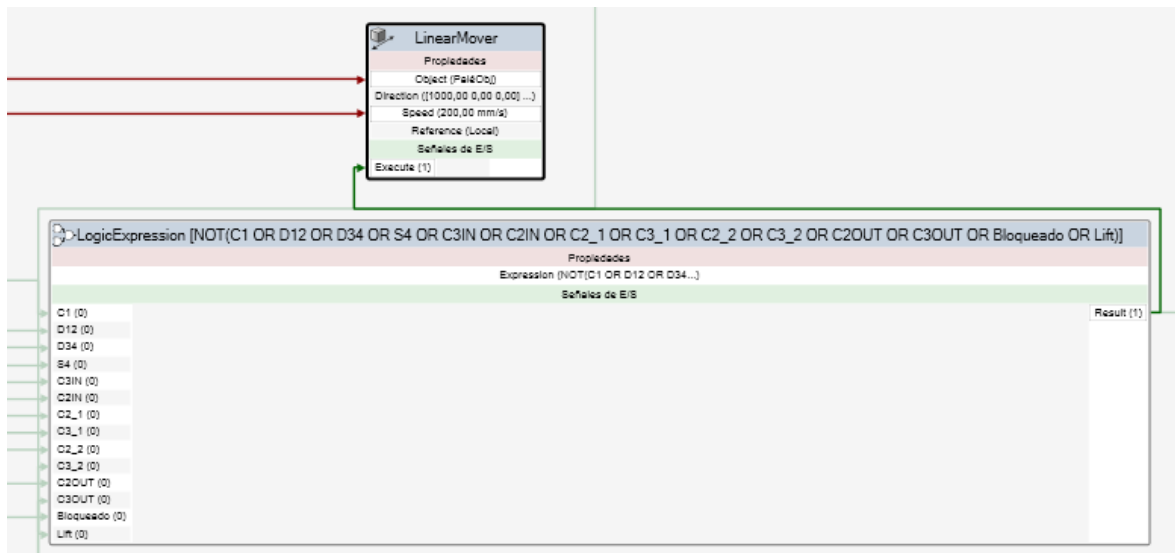 LinearMover
Propiedades
Object (PaléObj)
Direction ([1000,00 0,00 0,00] ...)
Speed (200,00 mm/s)
Reference (Local)
Señales de E/S
Execute (1)
LogicExpression [NOT(C1 OR D12 OR D34 OR S4 OR C3IN OR C2IN OR C2_1 OR C3_1 OR C2_2 OR C3_2 OR C2OUT OR C3OUT OR Bloqueado OR Lift)]
Propiedades
Expression (NOT(C1 OR D12 OR D34...)
Señales de E/S
C1 (0) Result (1)
D12 (0)
D34 (0)
S4 (0)
C3IN (0)
C2IN (0)
C2_1 (0)
C3_1 (0)
C2_2 (0)
C3_2 (0)
C2OUT (0)
C3OUT (0)
Bloqueado (0)
Lift (0)